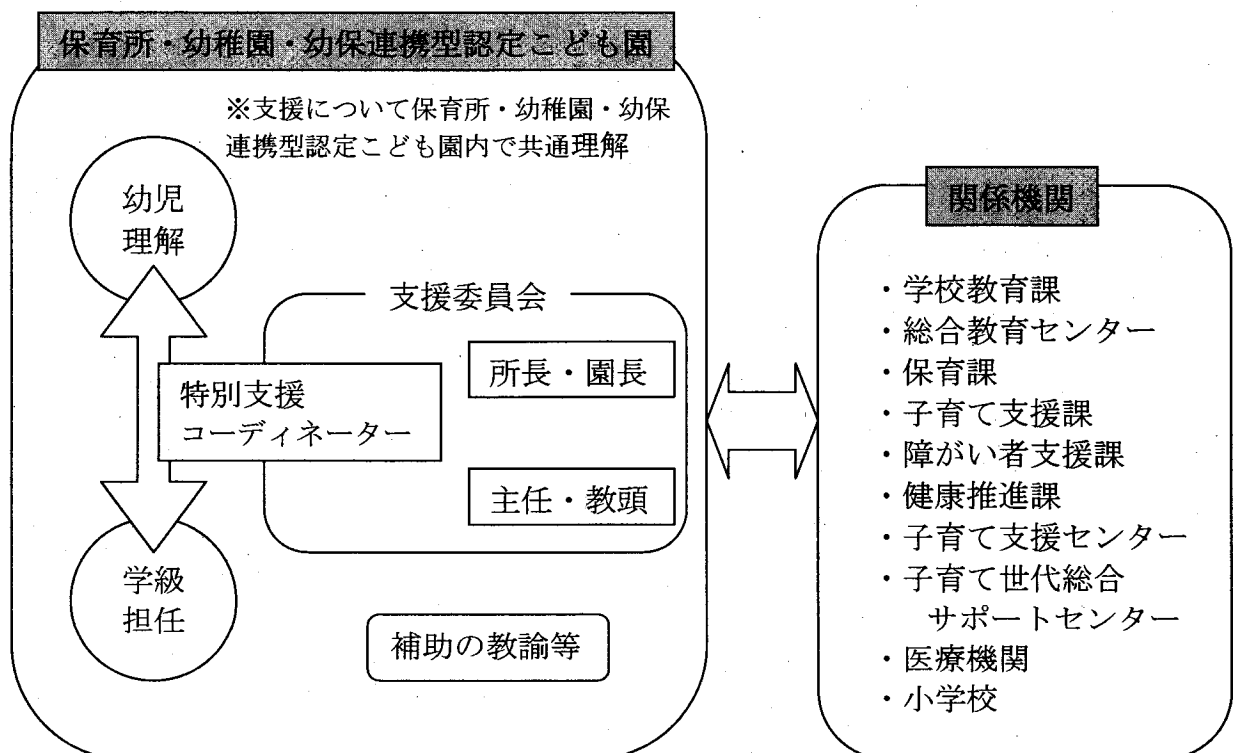 保育所・幼稚園・幼保連携型認定こども園
※支援について保育所・幼稚園・幼保
連携型認定こども園内で共通理解
幼児
理解
支援委員会
所長・園長
特別支援
コーディネーター
主任・教頭
学級
担任
補助の教諭等
関係機関
・学校教育課
・総合教育センター
・保育課
・子育て支援課
・障がい者支援課
・健康推進課
・子育て支援センター
・子育て世代総合
サポートセンター
・医療機関
・小学校